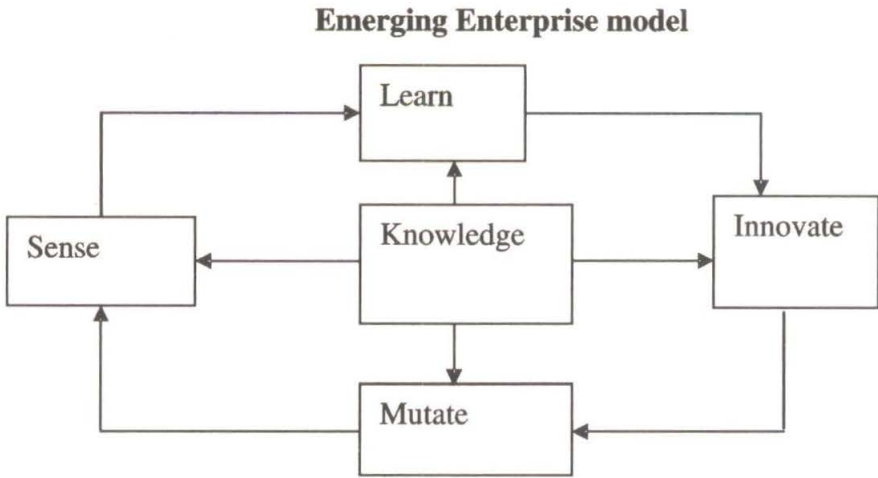 Emerging Enterprise model
Learn
Knowledge
Innovate
Sense
Mutate